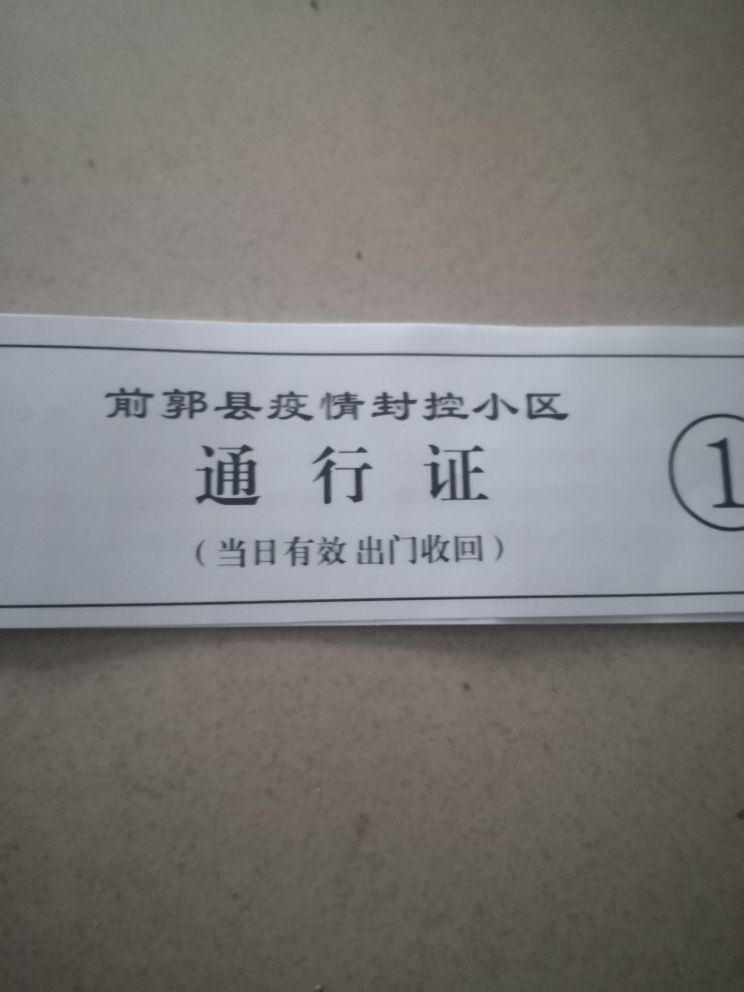 前郭县疫情封控小区
通行证
（当日有效 出门收回）
1